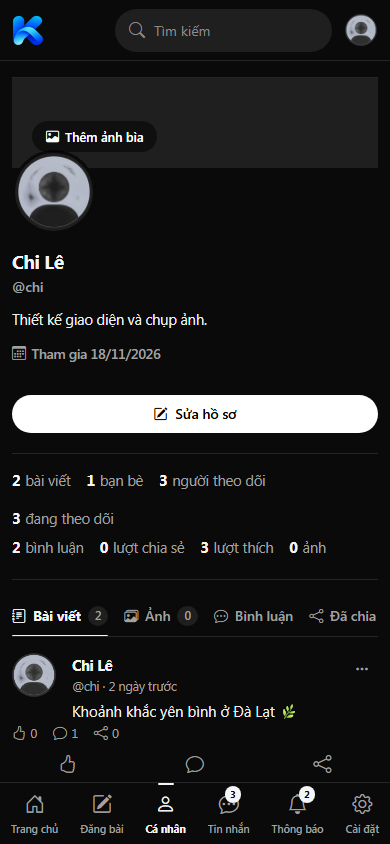 Tìm kiếm
Thêm ảnh bìa
Chi Lê
@chi
Thiết kế giao diện và chụp ảnh.
Tham gia 18/11/2026
Sửa hồ sơ
2 bài viết 1 bạn bè 3 người theo dõi
3 đang theo dõi
2 bình luận 0 lượt chia sẻ 3 lượt thích 0 ảnh
Bài viết 2 Ảnh 0 Bình luận Đã chia
Chi Lê
@chi · 2 ngày trước
Khoảnh khắc yên bình ở Đà Lạt 🌿
0 1 0
3 2
Trang chủ Đăng bài Cá nhân Tin nhắn Thông báo Cài đặt